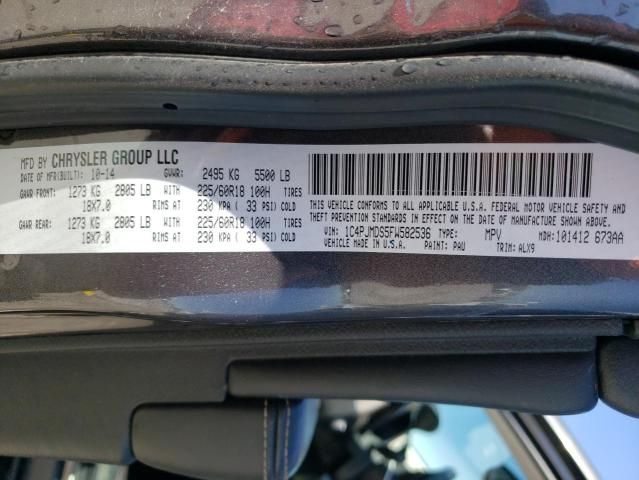 MFD BY CHRYSLER GROUP LLC
DATE OF MFR(BUILT): 10-14 GVWR: 2495 KG 5500 LB
GAWR FRONT: 1273 KG 2805 LB WITH 225/60R18 100H TIRES
18X7.0 RIMS AT 230 KPA ( 33 PSI) COLD
GAWR REAR: 1273 KG 2805 LB WITH 225/60R18 100H TIRES
18X7.0 RIMS AT 230 KPA ( 33 PSI) COLD
THIS VEHICLE CONFORMS TO ALL APPLICABLE U.S.A. FEDERAL MOTOR VEHICLE SAFETY AND
THEFT PREVENTION STANDARDS IN EFFECT ON THE DATE OF MANUFACTURE SHOWN ABOVE.
VIN: 1C4PJMDS5FW582536 TYPE: MPV MDH: 101412 673AA
VEHICLE MADE IN U.S.A. PAINT: PAU TRIM: ALX9